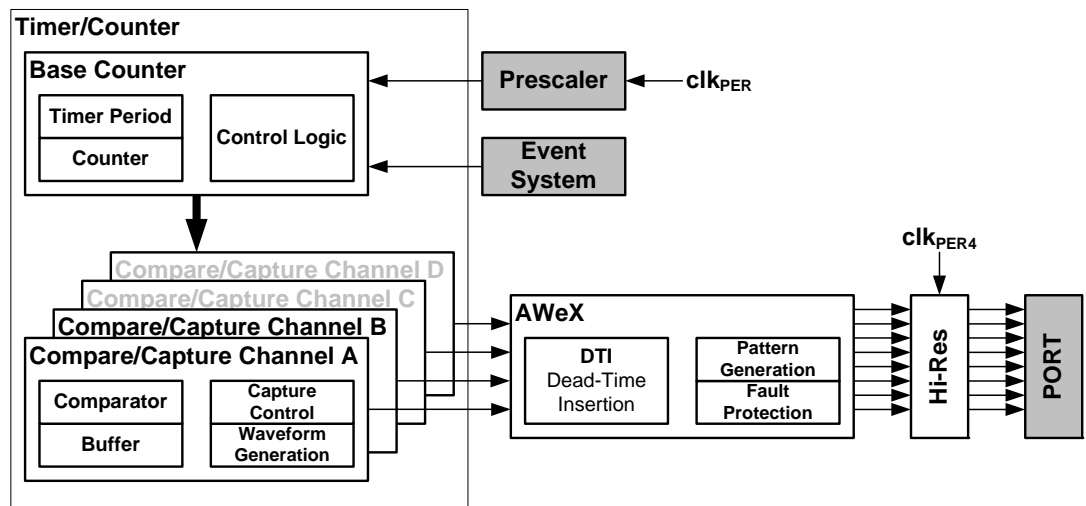 Timer/Counter
Base Counter
Timer Period
Counter
Control Logic
Prescaler
clkPER
Event
System
Compare/Capture Channel D
Compare/Capture Channel C
Compare/Capture Channel B
Compare/Capture Channel A
Comparator
Buffer
Capture
Control
Waveform
Generation
AWeX
DTI
Dead-Time
Insertion
Pattern
Generation
Fault
Protection
clkPER4
Hi-Res
PORT